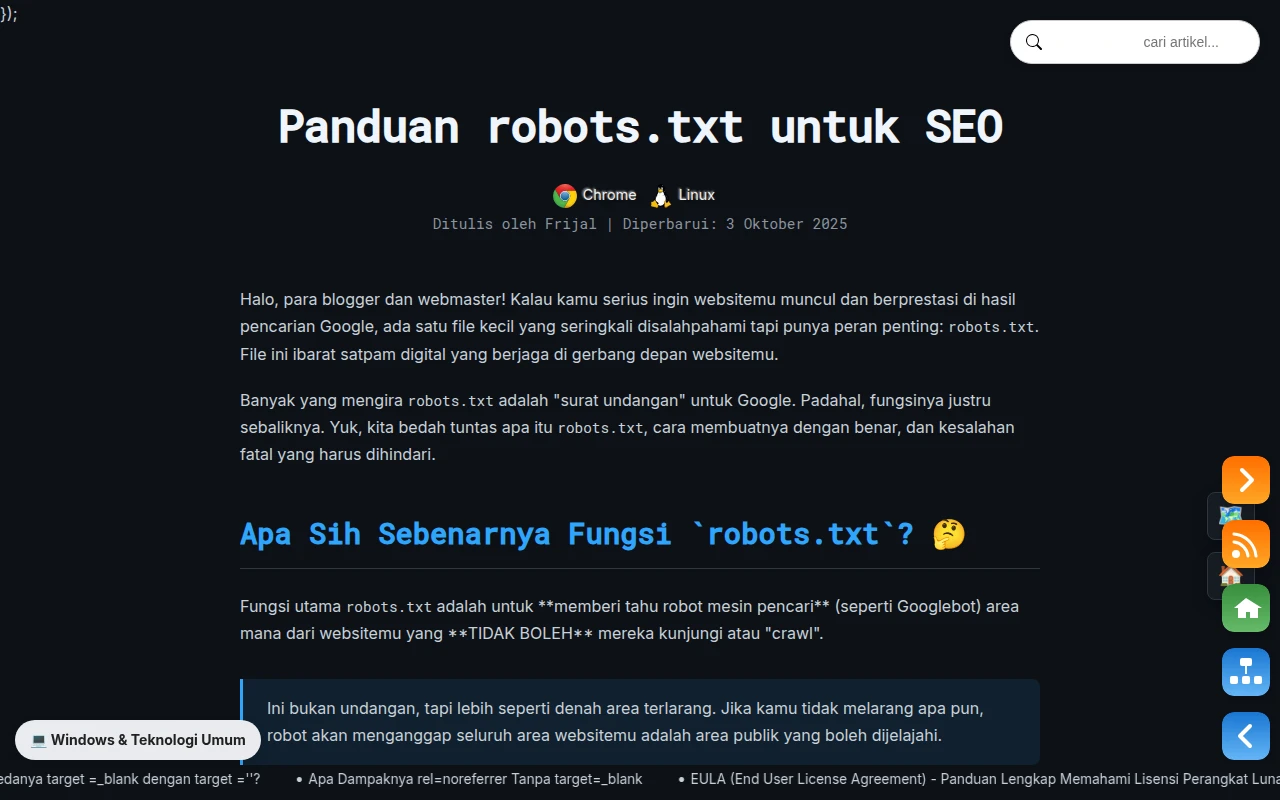 });
cari artikel...
Panduan robots.txt untuk SEO
Chrome Linux
Ditulis oleh Frijal | Diperbarui: 3 Oktober 2025
Halo, para blogger dan webmaster! Kalau kamu serius ingin websitemu muncul dan berprestasi di hasil
pencarian Google, ada satu file kecil yang seringkali disalahpahami tapi punya peran penting: robots.txt.
File ini ibarat satpam digital yang berjaga di gerbang depan websitemu.
Banyak yang mengira robots.txt adalah "surat undangan" untuk Google. Padahal, fungsinya justru
sebaliknya. Yuk, kita bedah tuntas apa itu robots.txt, cara membuatnya dengan benar, dan kesalahan
fatal yang harus dihindari.
Apa Sih Sebenarnya Fungsi `robots.txt`? 🤔
Fungsi utama robots.txt adalah untuk **memberi tahu robot mesin pencari** (seperti Googlebot) area
mana dari websitemu yang **TIDAK BOLEH** mereka kunjungi atau "crawl".
Ini bukan undangan, tapi lebih seperti denah area terlarang. Jika kamu tidak melarang apa pun,
robot akan menganggap seluruh area websitemu adalah area publik yang boleh dijelajahi.
💻 Windows & Teknologi Umum
edanya target =_blank dengan target =''? • Apa Dampaknya rel=noreferrer Tanpa target=_blank • EULA (End User License Agreement) - Panduan Lengkap Memahami Lisensi Perangkat Luna